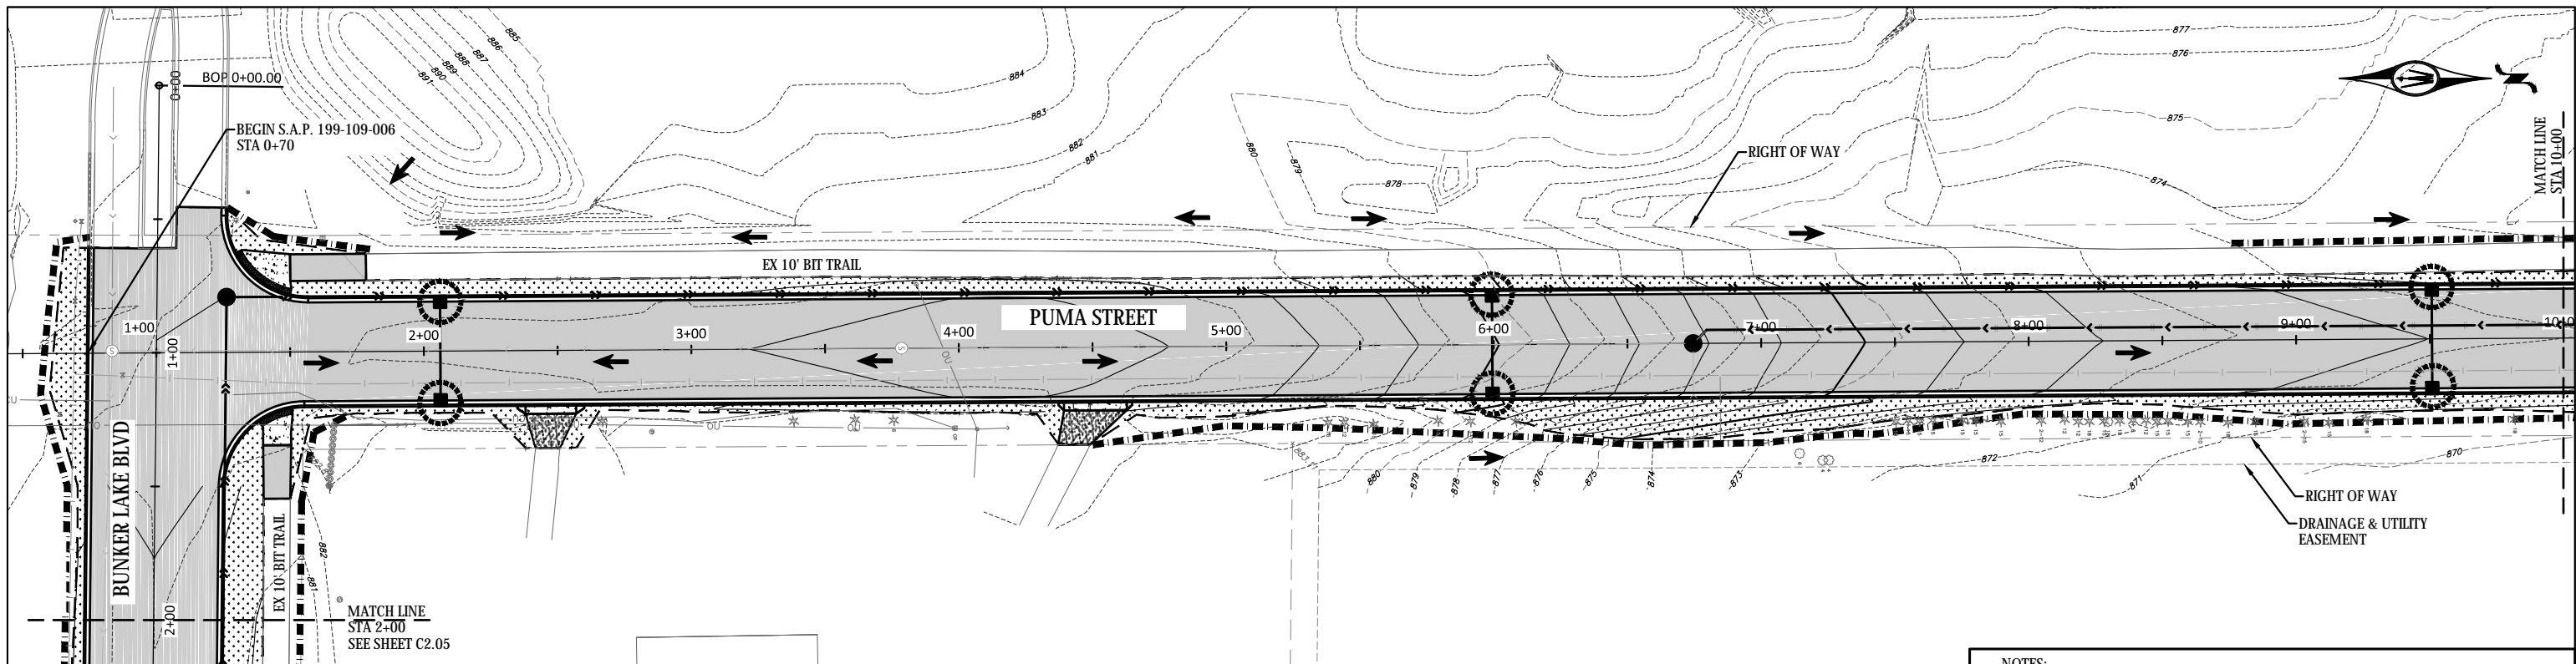 BOP 0+00.00
0+00
BEGIN S.A.P. 199-109-006
STA 0+70
885
886
887
888
889
890
891
884
883
882
881
880
879
878
877
876
875
874
RIGHT OF WAY
MATCH LINE
STA 10+00
EX 10' BIT TRAIL
PUMA STREET
1+00
1+00
2+00
3+00
4+00
5+00
6+00
7+00
8+00
9+00
S
S
OU
OU
OU
883
880
879
878
877
876
875
874
873
872
871
870
RIGHT OF WAY
DRAINAGE & UTILITY
EASEMENT
BUNKER LAKE BLVD
EX 10' BIT TRAIL
882
881
2+00
MATCH LINE
STA 2+00
SEE SHEET C2.05
NOTES: